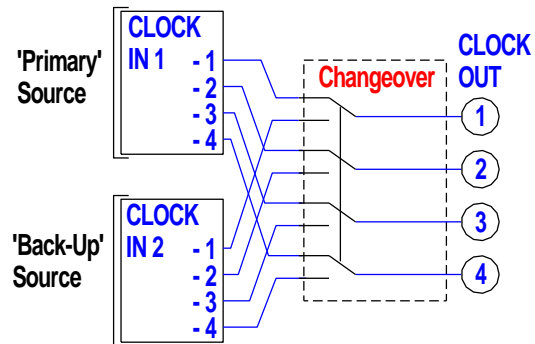 'Primary'
Source
CLOCK
IN 1
- 1
- 2
- 3
- 4
Changeover
CLOCK
OUT
1
2
3
4
'Back-Up'
Source
CLOCK
IN 2
- 1
- 2
- 3
- 4